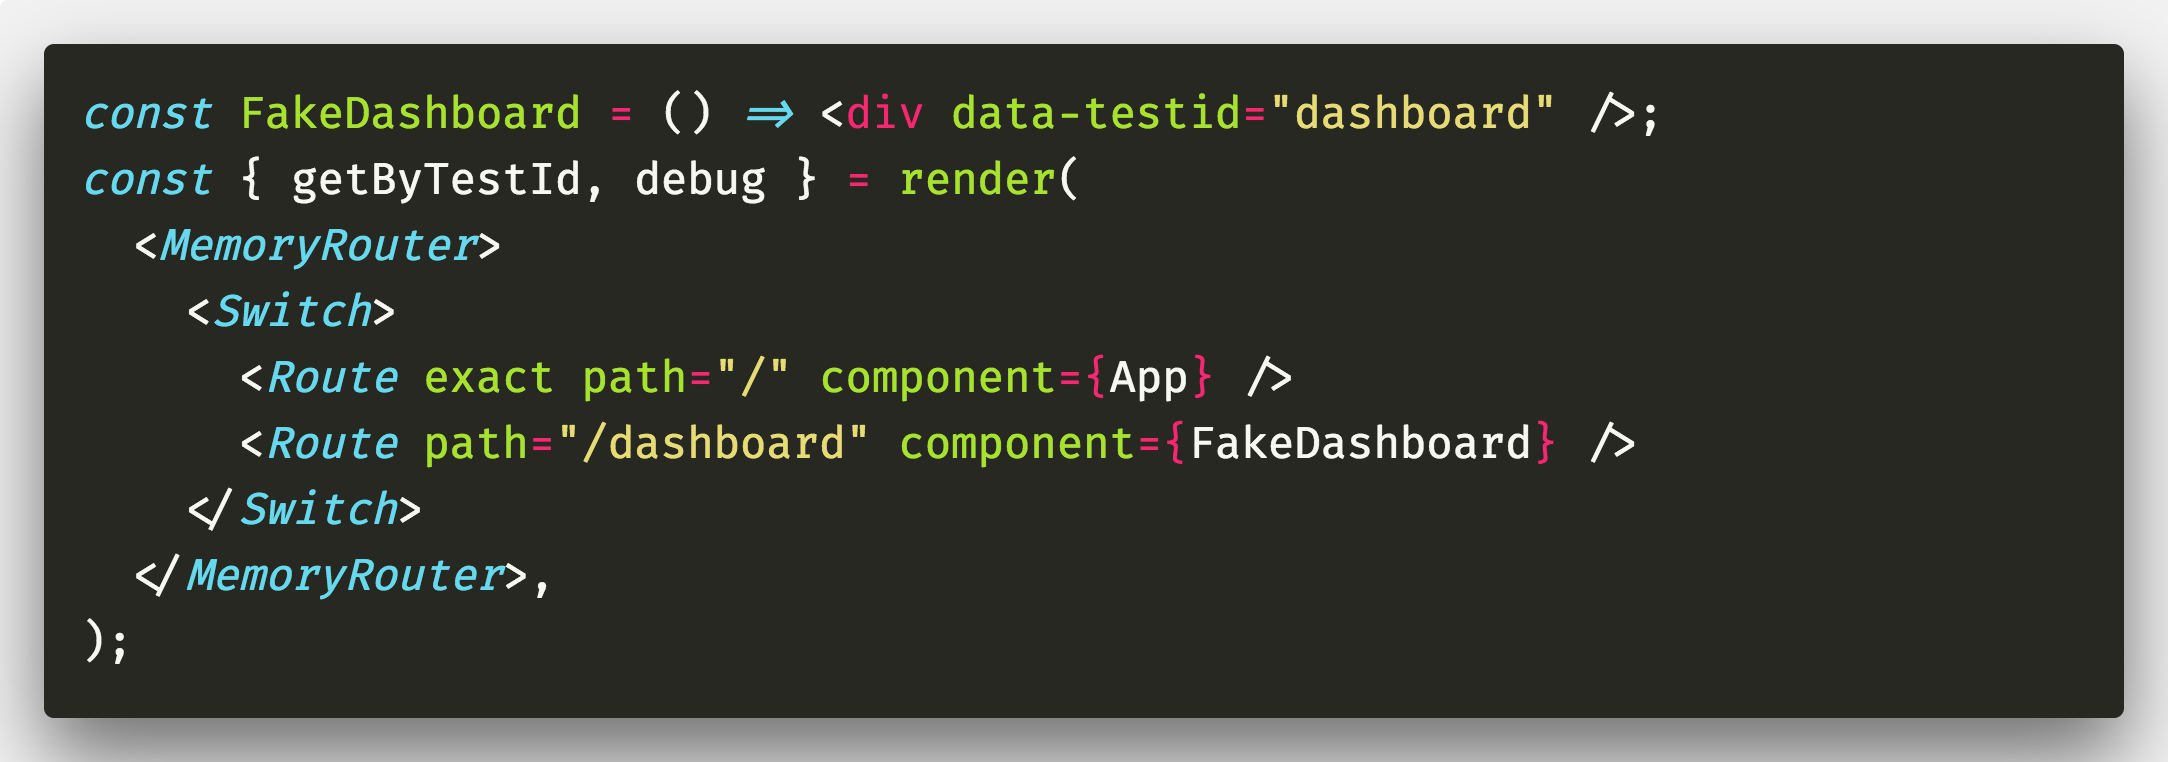 const FakeDashboard = () => <div data-testid="dashboard" />;
const { getByTestId, debug } = render(
  <MemoryRouter>
    <Switch>
      <Route exact path="/" component={App} />
      <Route path="/dashboard" component={FakeDashboard} />
    </Switch>
  </MemoryRouter>,
);